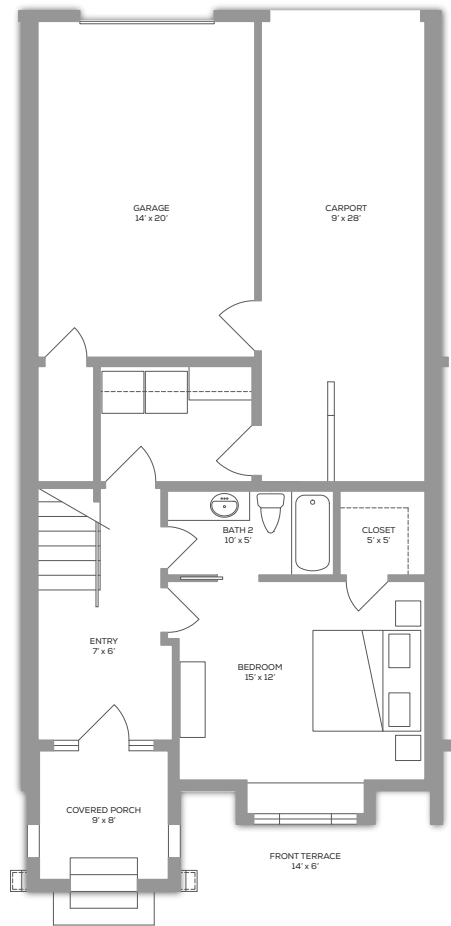 GARAGE
14' x 20'
CARPORT
9' x 28'
BATH 2
10' x 5'
CLOSET
5' x 5'
ENTRY
7' x 6'
BEDROOM
15' x 12'
COVERED PORCH
9' x 8'
FRONT TERRACE
14' x 6'